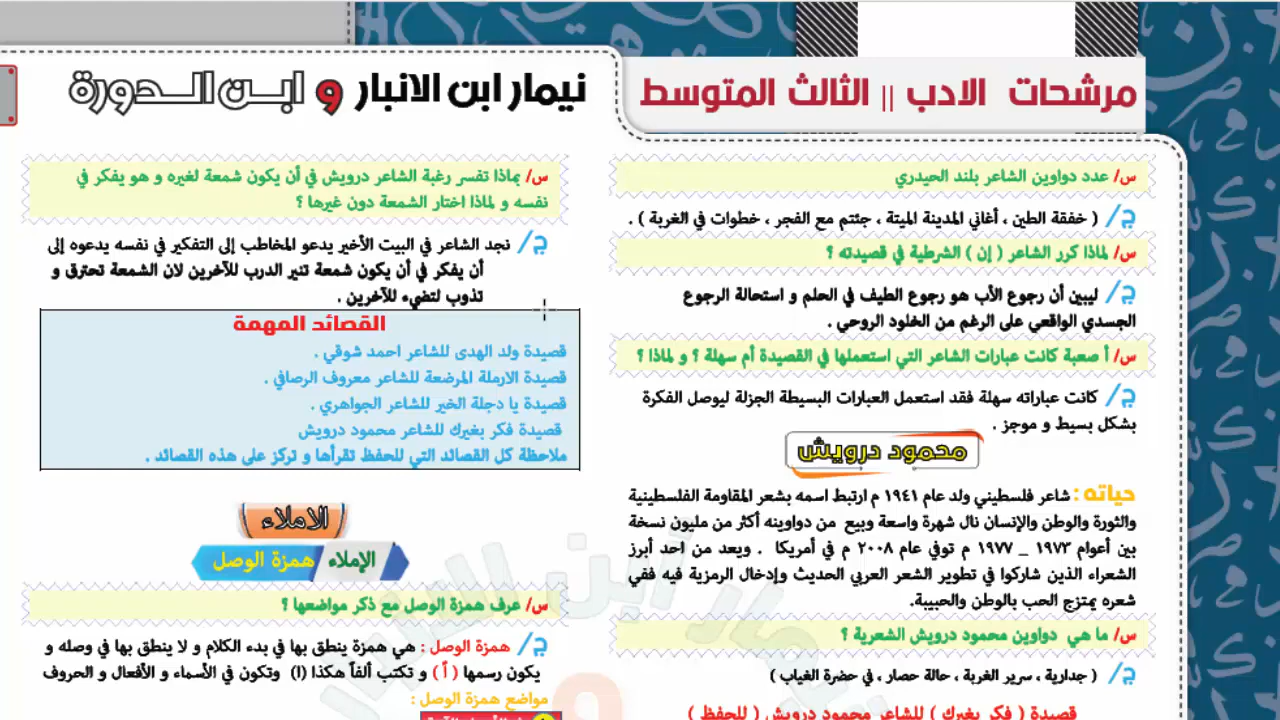 مرشحات الادب || الثالث المتوسط
نيمار ابن الانبار و ابن الدورة
س/ عدد دواوين الشاعر بلند الحيدري
ج/ ( خفقة الطين ، أغاني المدينة الميتة ، جئتم مع الفجر ، خطوات في الغربة ) .
س/ لماذا كرر الشاعر ( إن ) الشرطية في قصيدته ؟
ج/ ليبين أن رجوع الأب هو رجوع الطيف في الحلم و استحالة الرجوع
الجسدي الواقعي على الرغم من الخلود الروحي .
س/ أ صعبة كانت عبارات الشاعر التي استعملها في القصيدة أم سهلة ؟ و لماذا ؟
ج/ كانت عباراته سهلة فقد استعمل العبارات البسيطة الجزلة ليوصل الفكرة
بشكل بسيط و موجز .
محمود درويش
حياته : شاعر فلسطيني ولد عام ١٩٤١ م ارتبط اسمه بشعر المقاومة الفلسطينية
والثورة والوطن والإنسان نال شهرة واسعة وبيع من دواوينه أكثر من مليون نسخة
بين أعوام ١٩٧٣ _ ١٩٧٧ م توفي عام ٢٠٠٨ م في أمريكا . ويعد من احد أبرز
الشعراء الذين شاركوا في تطوير الشعر العربي الحديث وإدخال الرمزية فيه ففي
شعره يمتزج الحب بالوطن والحبيبة.
س/ ما هي دواوين محمود درويش الشعرية ؟
ج/ ( جدارية ، سرير الغربة ، حالة حصار ، في حضرة الغياب )
قصيدة ( فكر بغيرك ) للشاعر محمود درويش ( للحفظ )
س/ بماذا تفسر رغبة الشاعر درويش في أن يكون شمعة لغيره و هو يفكر في
نفسه و لماذا اختار الشمعة دون غيرها ؟
ج/ نجد الشاعر في البيت الأخير يدعو المخاطب إلى التفكير في نفسه يدعوه إلى
أن يفكر في أن يكون شمعة تنير الدرب للآخرين لان الشمعة تحترق و
تذوب لتضيء للآخرين .
القصائد المهمة
قصيدة ولد الهدى للشاعر احمد شوقي .
قصيدة الارملة المرضعة للشاعر معروف الرصافي .
قصيدة يا دجلة الخير للشاعر الجواهري .
قصيدة فكر بغيرك للشاعر محمود درويش
ملاحظة كل القصائد التي للحفظ تقرأها و تركز على هذه القصائد .
الاملاء
الإملاء همزة الوصل
س/ عرف همزة الوصل مع ذكر مواضعها ؟
ج/ همزة الوصل : هي همزة ينطق بها في بدء الكلام و لا ينطق بها في وصله و
يكون رسمها ( أ ) و تكتب ألفاً هكذا (ا) وتكون في الأسماء و الأفعال و الحروف
مواضع همزة الوصل :